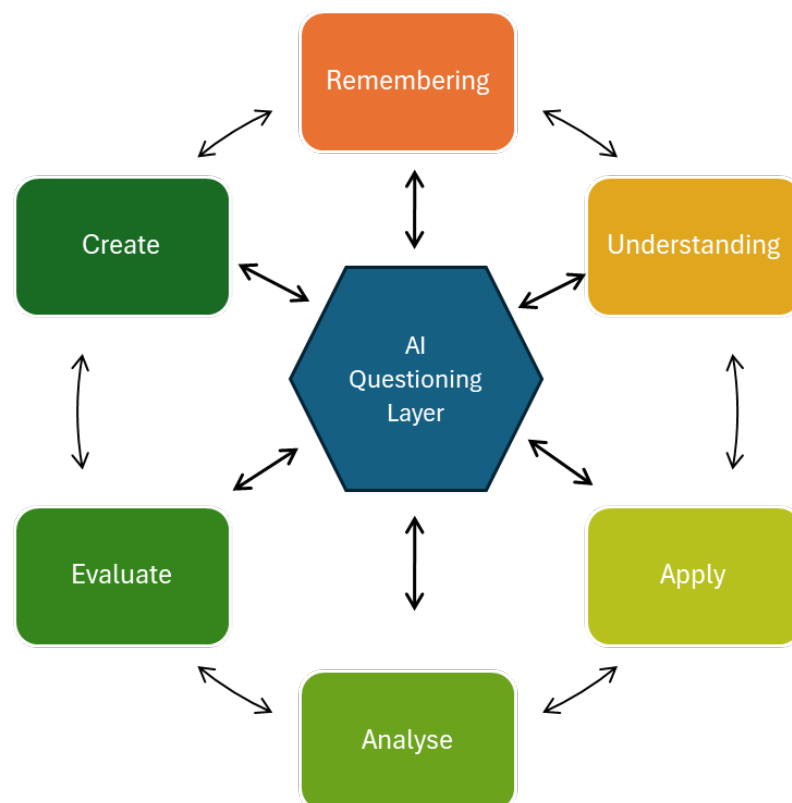 Remembering
Create
Understanding
AI
Questioning
Layer
Evaluate
Apply
Analyse